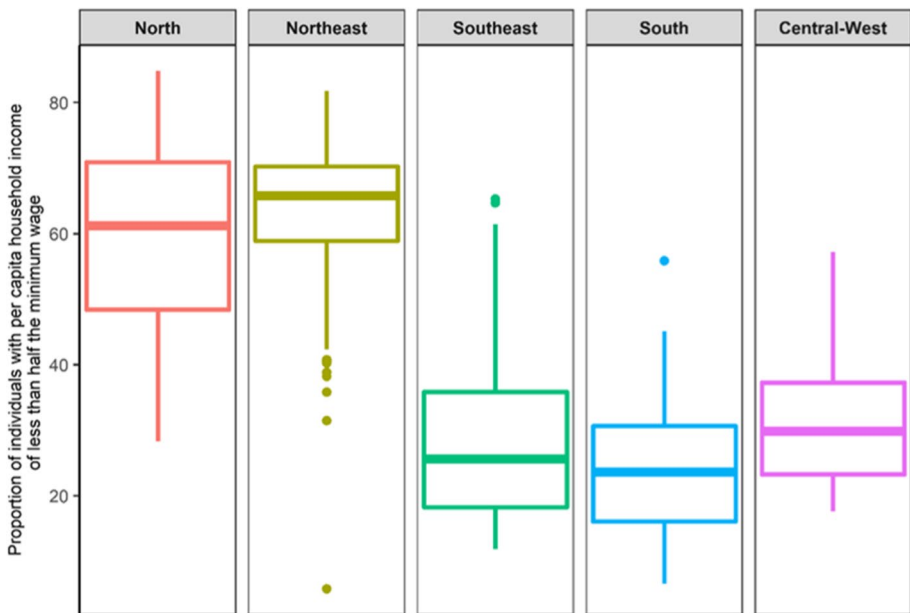 North
Northeast
Southeast
South
Central-West
Proportion of individuals with per capita household income
of less than half the minimum wage
80
60
40
20